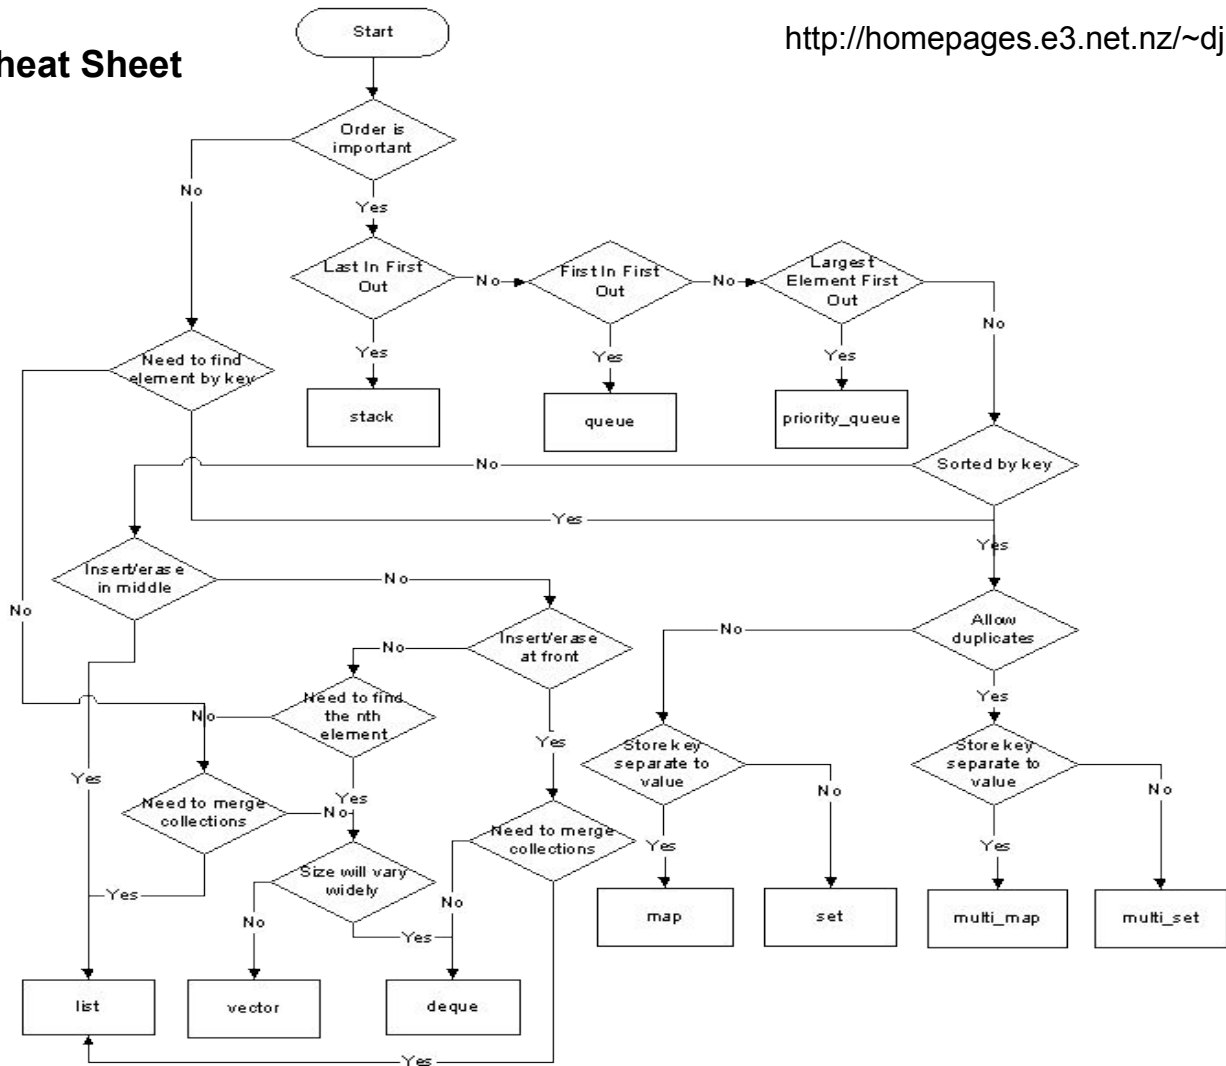 Start
http://homepages.e3.net.nz/~dj
heat Sheet
Order is
important
No
Yes
Last In First
Out
No
First In First
Out
No
Largest
Element First
Out
No
Yes
Yes
Yes
Need to find
element by key
stack
queue
priority_queue
No
Sorted by key
Yes
Yes
Insert/erase
in middle
No
No
Insert/erase
at front
No
Allow
duplicates
No
Yes
Need to find
the nth
element
No
Yes
Store key
separate to
value
Store key
separate to
value
Yes
No
No
Yes
Need to merge
collections
No
Need to merge
collections
Yes
Yes
Size will vary
widely
Yes
No
No
Yes
map
set
multi_map
multi_set
list
vector
deque
Yes